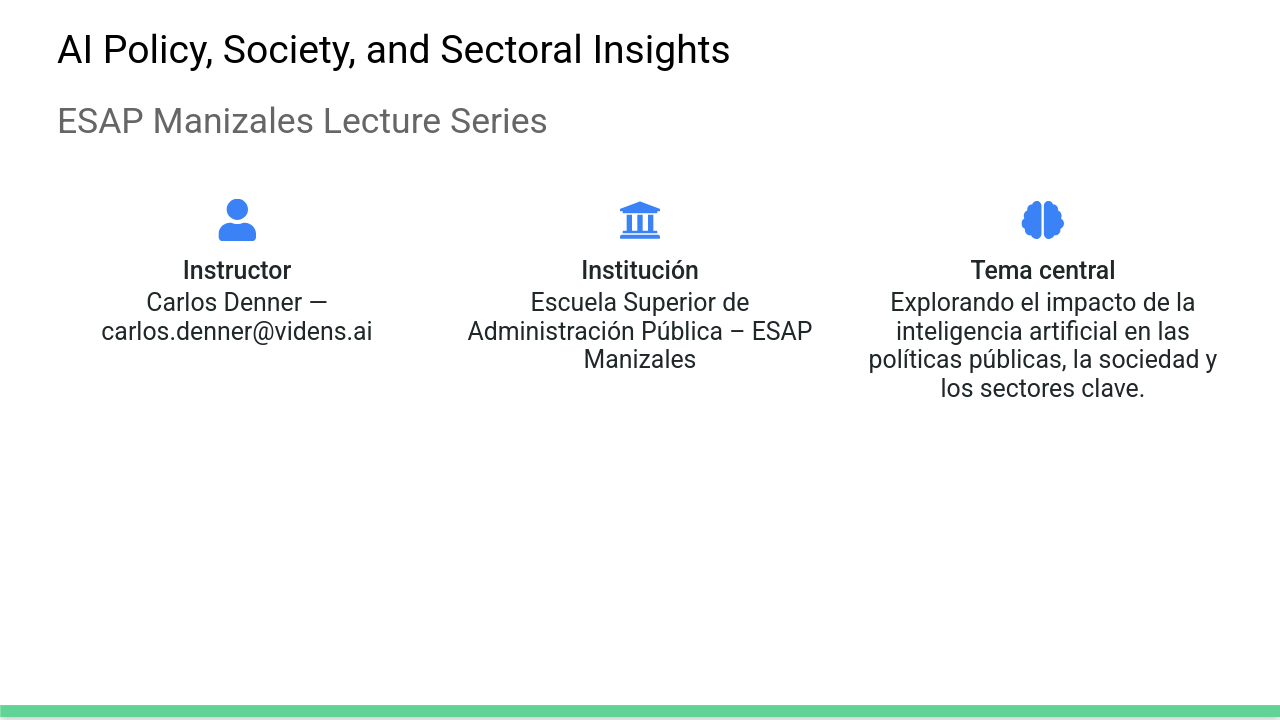 AI Policy, Society, and Sectoral Insights
ESAP Manizales Lecture Series
Instructor
Carlos Denner —
carlos.denner@videns.ai
Institución
Escuela Superior de
Administración Pública – ESAP
Manizales
Tema central
Explorando el impacto de la
inteligencia artificial en las
políticas públicas, la sociedad y
los sectores clave.